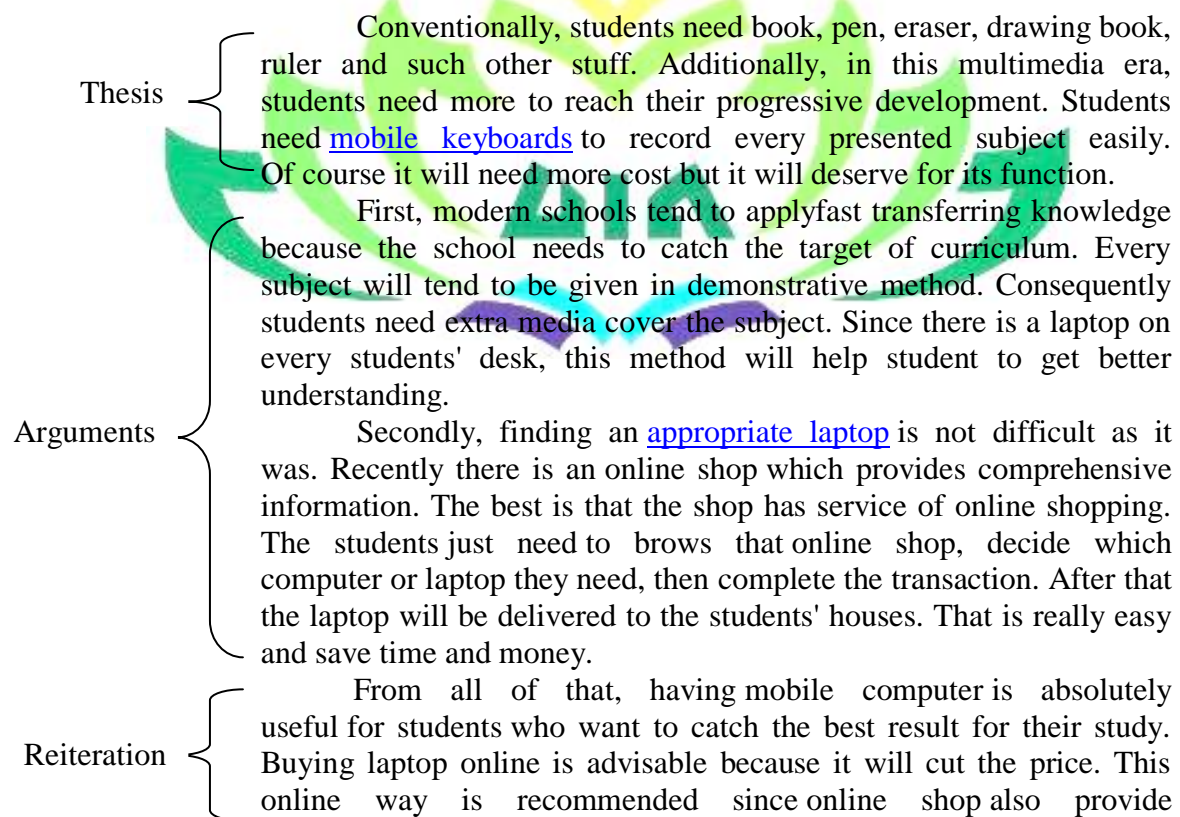 Conventionally, students need book, pen, eraser, drawing book,
ruler and such other stuff. Additionally, in this multimedia era,
Thesis
students need more to reach their progressive development. Students
need mobile keyboards to record every presented subject easily.
Of course it will need more cost but it will deserve for its function.
First, modern schools tend to applyfast transferring knowledge
because the school needs to catch the target of curriculum. Every
subject will tend to be given in demonstrative method. Consequently
students need extra media cover the subject. Since there is a laptop on
every students' desk, this method will help student to get better
understanding.
Arguments
Secondly, finding an appropriate laptop is not difficult as it
was. Recently there is an online shop which provides comprehensive
information. The best is that the shop has service of online shopping.
The students just need to brows that online shop, decide which
computer or laptop they need, then complete the transaction. After that
the laptop will be delivered to the students' houses. That is really easy
and save time and money.
From all of that, having mobile computer is absolutely
useful for students who want to catch the best result for their study.
Reiteration
Buying laptop online is advisable because it will cut the price. This
online way is recommended since online shop also provide